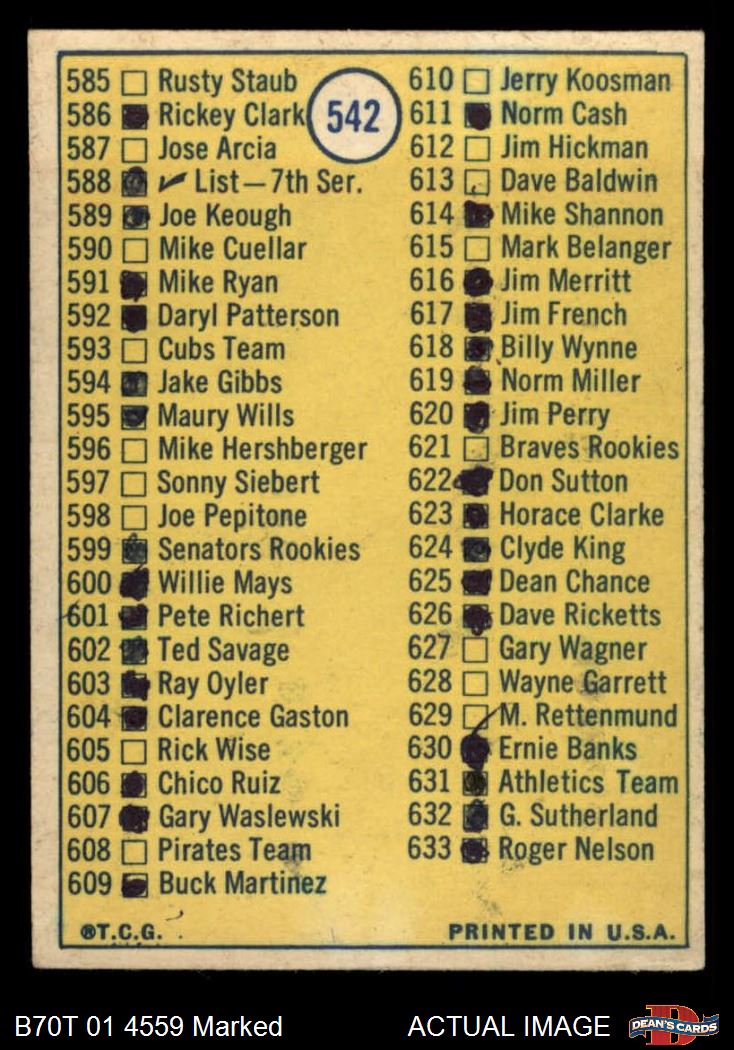 542
585 Rusty Staub
586 Rickey Clark
587 Jose Arcia
588 ✓ List—7th Ser.
589 Joe Keough
590 Mike Cuellar
591 Mike Ryan
592 Daryl Patterson
593 Cubs Team
594 Jake Gibbs
595 Maury Wills
596 Mike Hershberger
597 Sonny Siebert
598 Joe Pepitone
599 Senators Rookies
600 Willie Mays
601 Pete Richert
602 Ted Savage
603 Ray Oyler
604 Clarence Gaston
605 Rick Wise
606 Chico Ruiz
607 Gary Waslewski
608 Pirates Team
609 Buck Martinez
610 Jerry Koosman
611 Norm Cash
612 Jim Hickman
613 Dave Baldwin
614 Mike Shannon
615 Mark Belanger
616 Jim Merritt
617 Jim French
618 Billy Wynne
619 Norm Miller
620 Jim Perry
621 Braves Rookies
622 Don Sutton
623 Horace Clarke
624 Clyde King
625 Dean Chance
626 Dave Ricketts
627 Gary Wagner
628 Wayne Garrett
629 M. Rettenmund
630 Ernie Banks
631 Athletics Team
632 G. Sutherland
633 Roger Nelson
®T.C.G. PRINTED IN U.S.A.
B70T 01 4559 Marked ACTUAL IMAGE DEAN'S CARDS